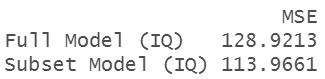 MSE
Full Model (IQ) 128.9213
Subset Model (IQ) 113.9661